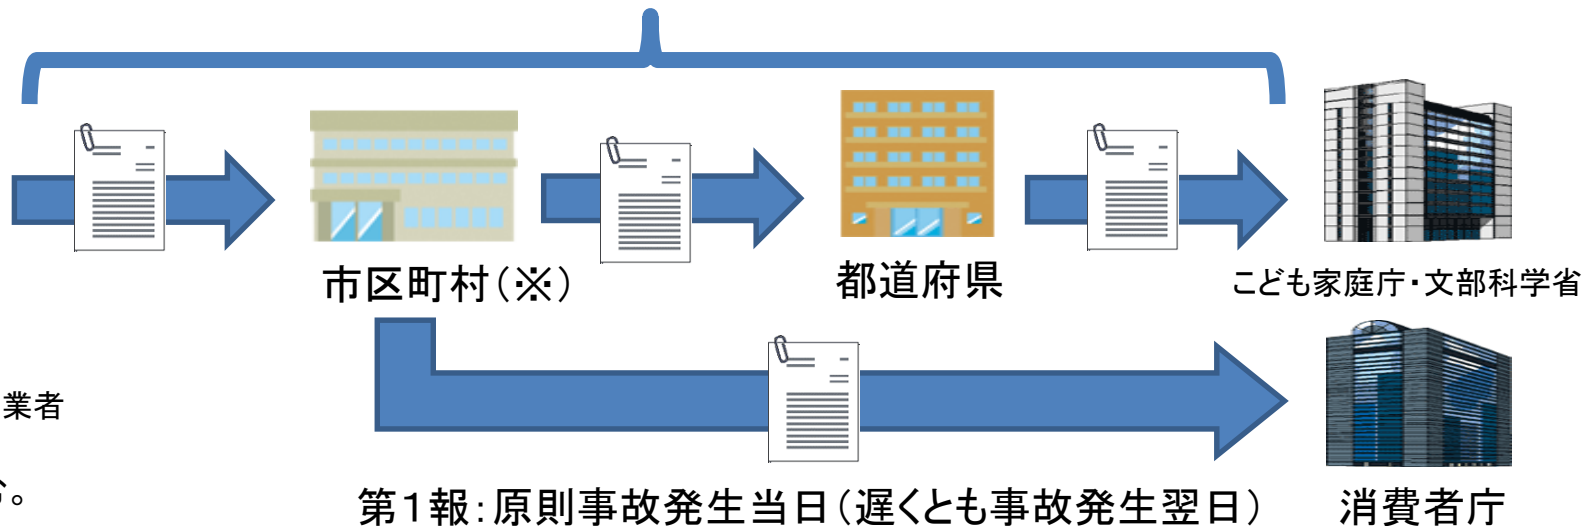 市区町村(※)
都道府県
こども家庭庁・文部科学省
業者
。
第1報:原則事故発生当日(遅くとも事故発生翌日)
消費者庁